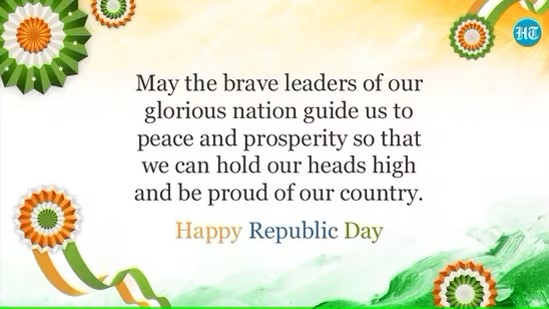 HT
May the brave leaders of our
glorious nation guide us to
peace and prosperity so that
we can hold our heads high
and be proud of our country.
Happy Republic Day